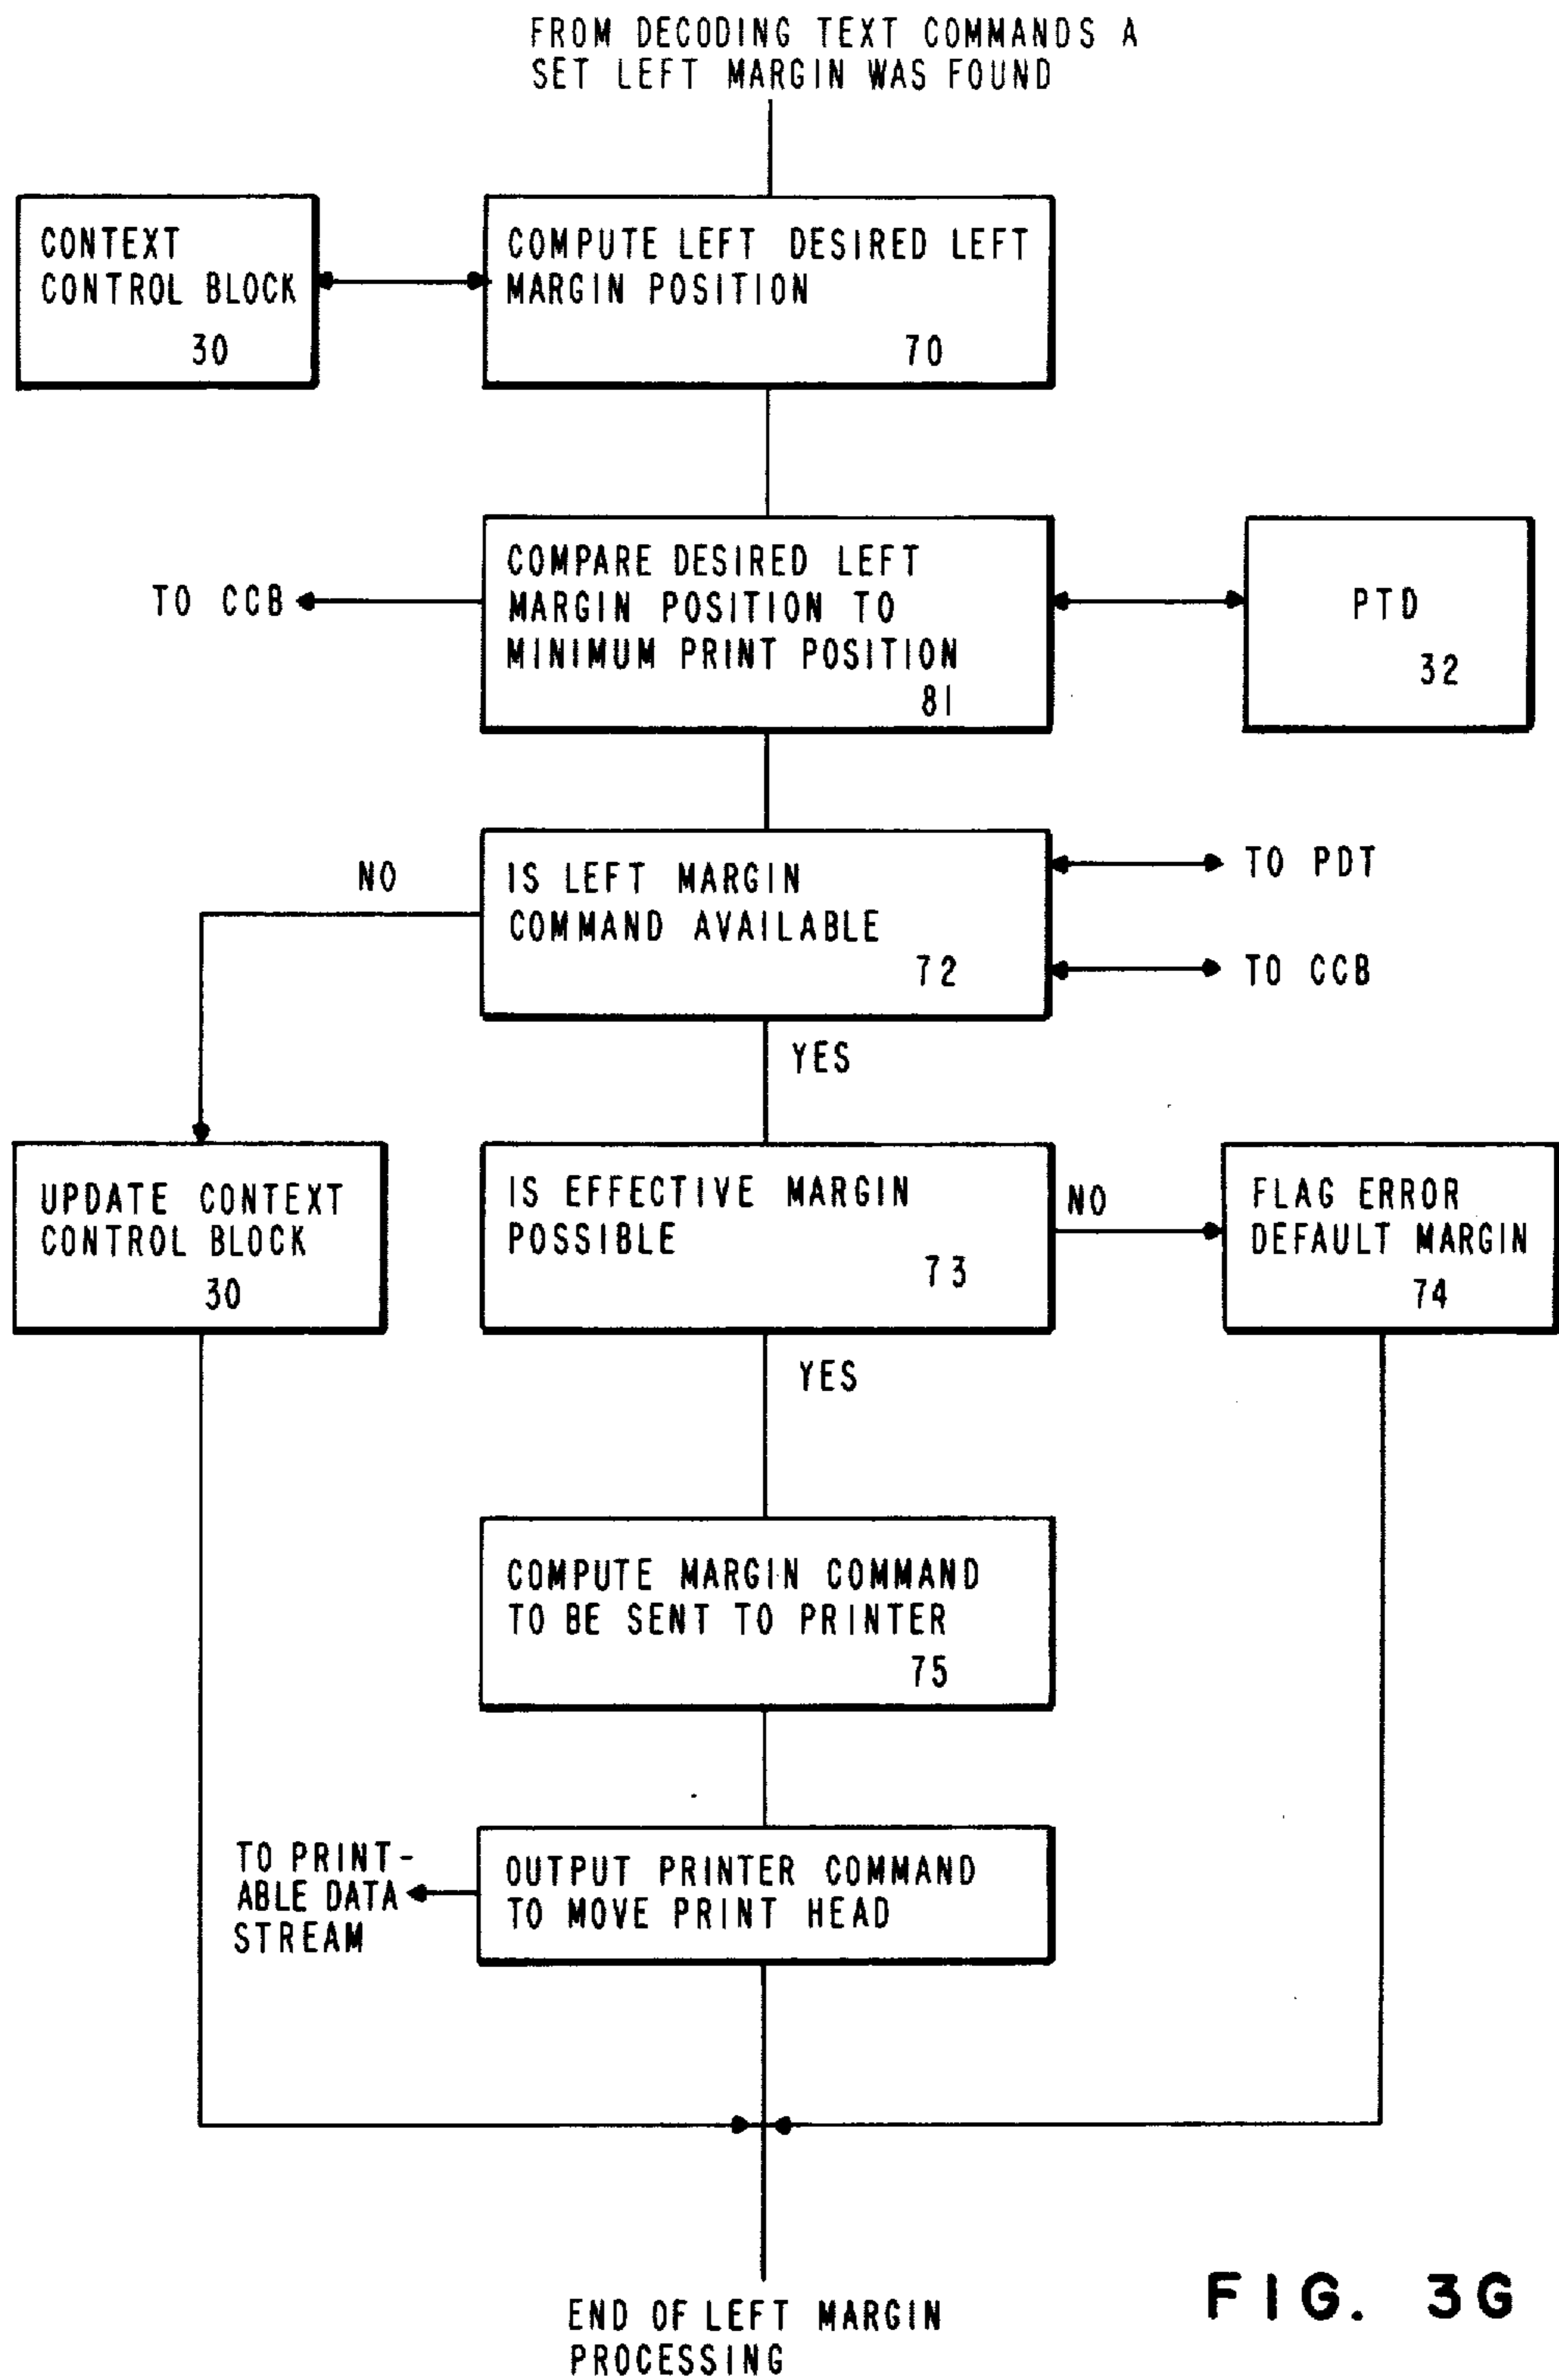 FROM DECODING TEXT COMMANDS A
SET LEFT MARGIN WAS FOUND
CONTEXT
CONTROL BLOCK
30
COMPUTE LEFT DESIRED LEFT
MARGIN POSITION
70
TO CCB
COMPARE DESIRED LEFT
MARGIN POSITION TO
MINIMUM PRINT POSITION
81
PTD
32
NO
IS LEFT MARGIN
COMMAND AVAILABLE
72
TO PDT
TO CCB
YES
UPDATE CONTEXT
CONTROL BLOCK
30
IS EFFECTIVE MARGIN
POSSIBLE
73
NO
FLAG ERROR
DEFAULT MARGIN
74
YES
COMPUTE MARGIN COMMAND
TO BE SENT TO PRINTER
75
TO PRINT-
ABLE DATA
STREAM
OUTPUT PRINTER COMMAND
TO MOVE PRINT HEAD
END OF LEFT MARGIN
PROCESSING
FIG. 3G